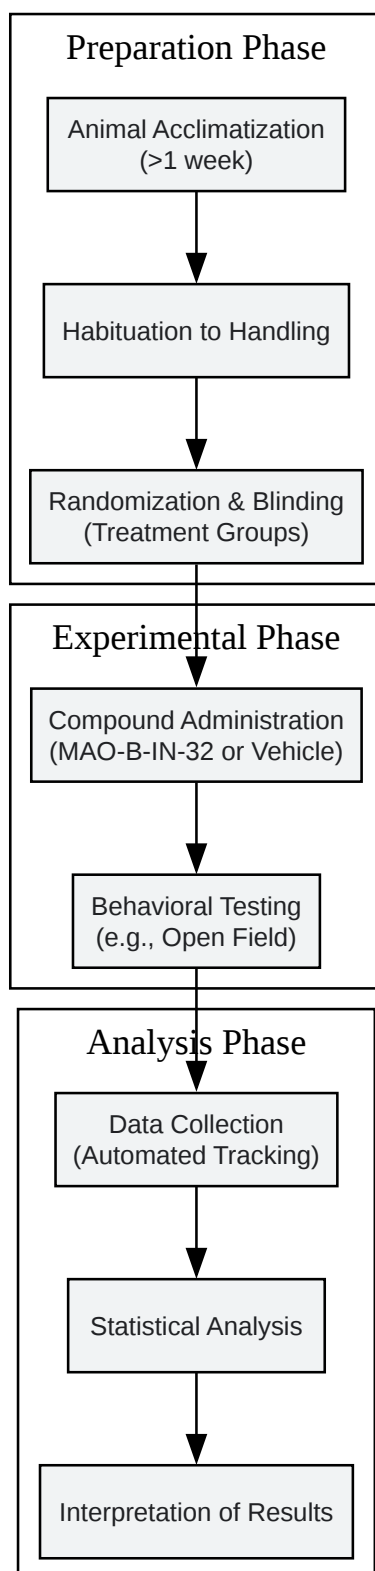 Preparation Phase
Animal Acclimatization
(>1 week)
Habituation to Handling
Randomization & Blinding
(Treatment Groups)
Experimental Phase
Compound Administration
(MAO-B-IN-32 or Vehicle)
Behavioral Testing
(e.g., Open Field)
Analysis Phase
Data Collection
(Automated Tracking)
Statistical Analysis
Interpretation of Results